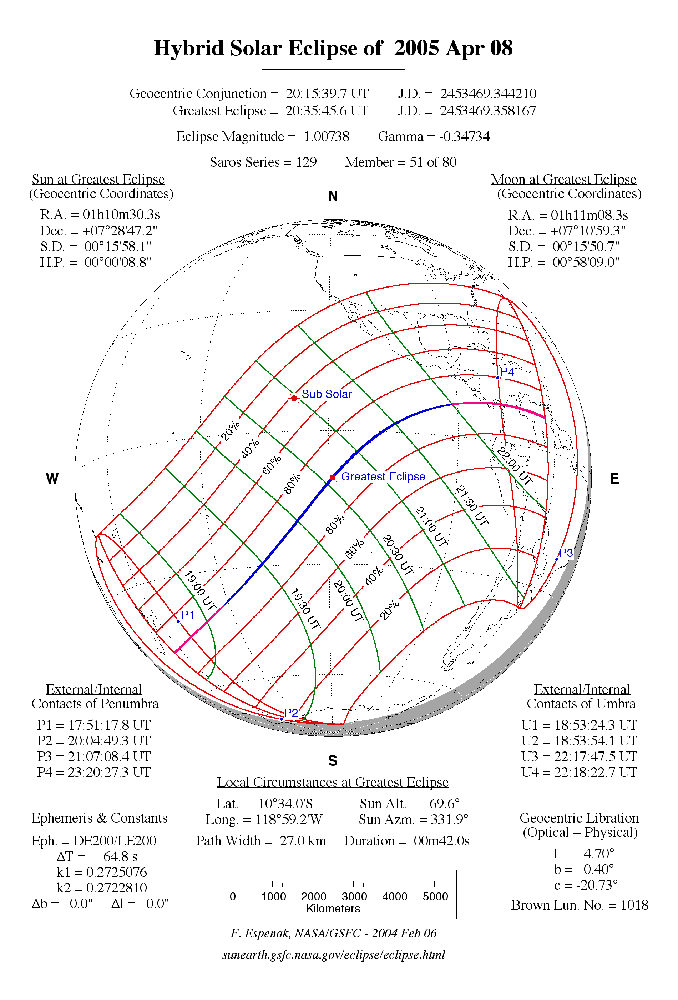 Hybrid Solar Eclipse of 2005 Apr 08
Geocentric Conjunction = 20:15:39.7 UT J.D. = 2453469.344210
Greatest Eclipse = 20:35:45.6 UT J.D. = 2453469.358167
Eclipse Magnitude = 1.00738 Gamma = -0.34734
Saros Series = 129 Member = 51 of 80
Sun at Greatest Eclipse
(Geocentric Coordinates)
R.A. = 01h10m30.3s
Dec. = +07°28'47.2"
S.D. = 00°15'58.1"
H.P. = 00°00'08.8"
Moon at Greatest Eclipse
(Geocentric Coordinates)
R.A. = 01h11m08.3s
Dec. = +07°10'59.3"
S.D. = 00°15'50.7"
H.P. = 00°58'09.0"
N
P4
Sub Solar
20%
40%
60%
80%
22:00 UT
W
Greatest Eclipse
E
21:30 UT
80%
21:00 UT
60%
20:30 UT
P3
40%
19:00 UT
20:00 UT
19:30 UT
20%
P1
P2
S
External/Internal
Contacts of Penumbra
P1 = 17:51:17.8 UT
P2 = 20:04:49.3 UT
P3 = 21:07:08.4 UT
P4 = 23:20:27.3 UT
External/Internal
Contacts of Umbra
U1 = 18:53:24.3 UT
U2 = 18:53:54.1 UT
U3 = 22:17:47.5 UT
U4 = 22:18:22.7 UT
Local Circumstances at Greatest Eclipse
Lat. = 10°34.0'S Sun Alt. = 69.6°
Long. = 118°59.2'W Sun Azm. = 331.9°
Path Width = 27.0 km Duration = 00m42.0s
Ephemeris & Constants
Eph. = DE200/LE200
ΔT = 64.8 s
k1 = 0.2725076
k2 = 0.2722810
Δb = 0.0" Δl = 0.0"
Geocentric Libration
(Optical + Physical)
l = 4.70°
b = 0.40°
c = -20.73°
Brown Lun. No. = 1018
0 1000 2000 3000 4000 5000
Kilometers
F. Espenak, NASA/GSFC - 2004 Feb 06
sunearth.gsfc.nasa.gov/eclipse/eclipse.html